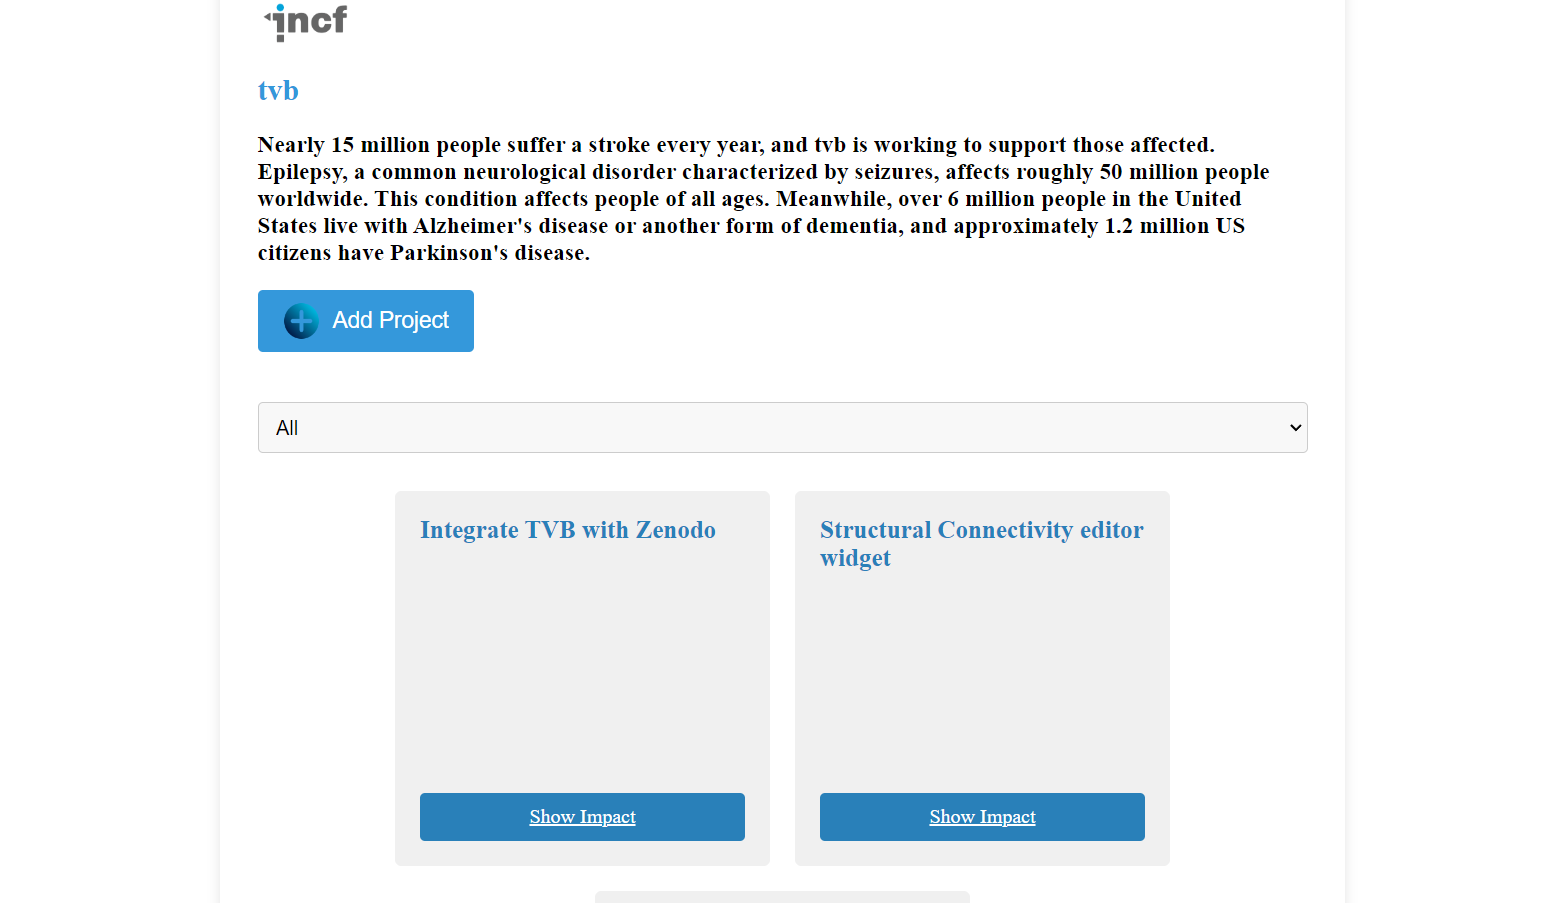 incf
tvb
Nearly 15 million people suffer a stroke every year, and tvb is working to support those affected.
Epilepsy, a common neurological disorder characterized by seizures, affects roughly 50 million people
worldwide. This condition affects people of all ages. Meanwhile, over 6 million people in the United
States live with Alzheimer's disease or another form of dementia, and approximately 1.2 million US
citizens have Parkinson's disease.
Add Project
All
Integrate TVB with Zenodo
Structural Connectivity editor
widget
Show Impact
Show Impact